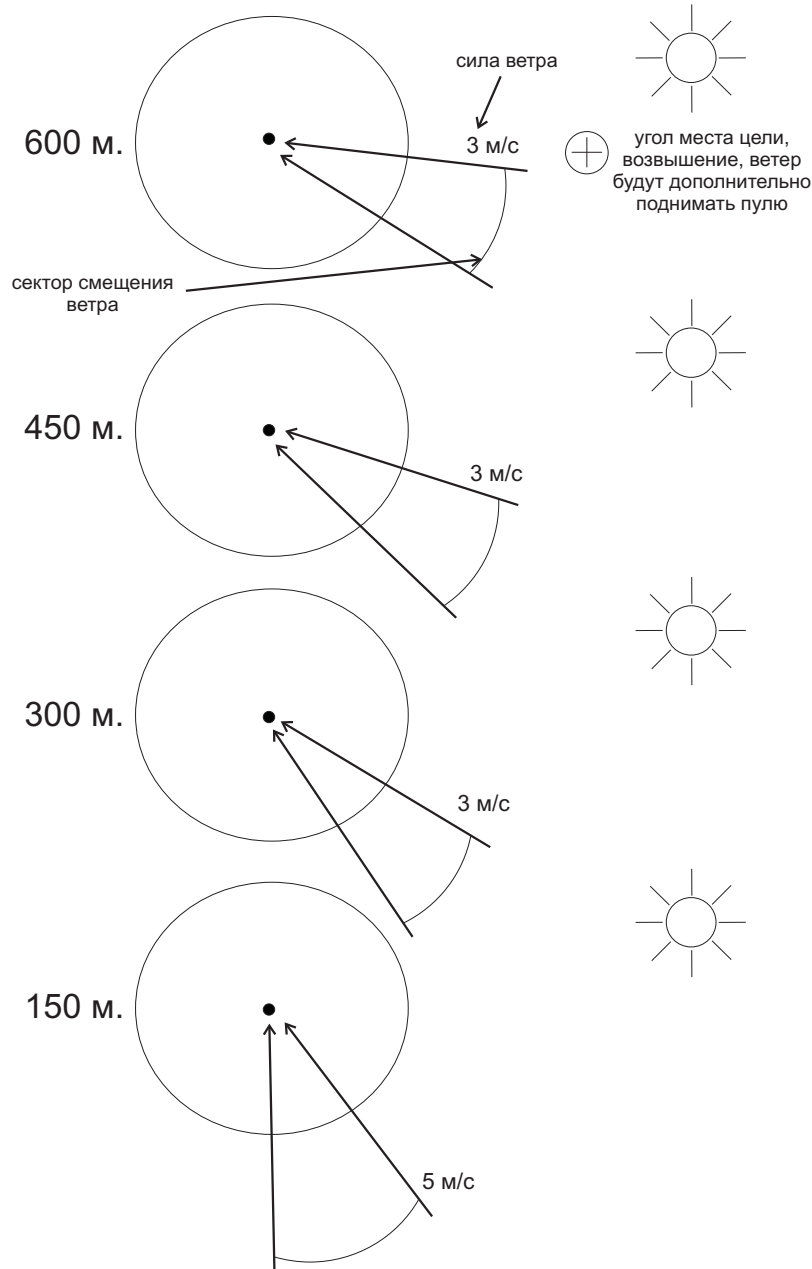 сила ветра
600 м.
3 м/с
угол места цели,
возвышение, ветер
будут дополнительно
поднимать пулю
сектор смещения
ветра
450 м.
3 м/с
300 м.
3 м/с
150 м.
5 м/с